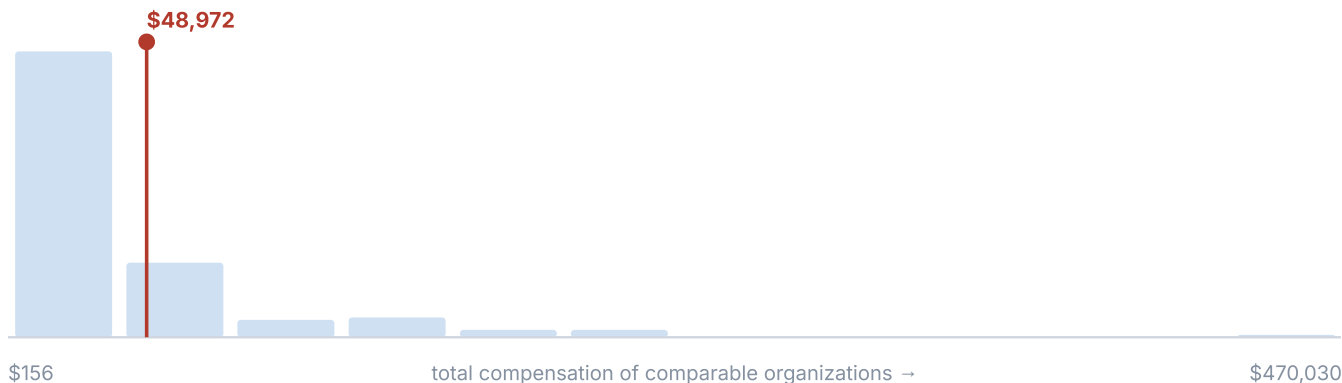 $48,972
$156
total compensation of comparable organizations →
$470,030